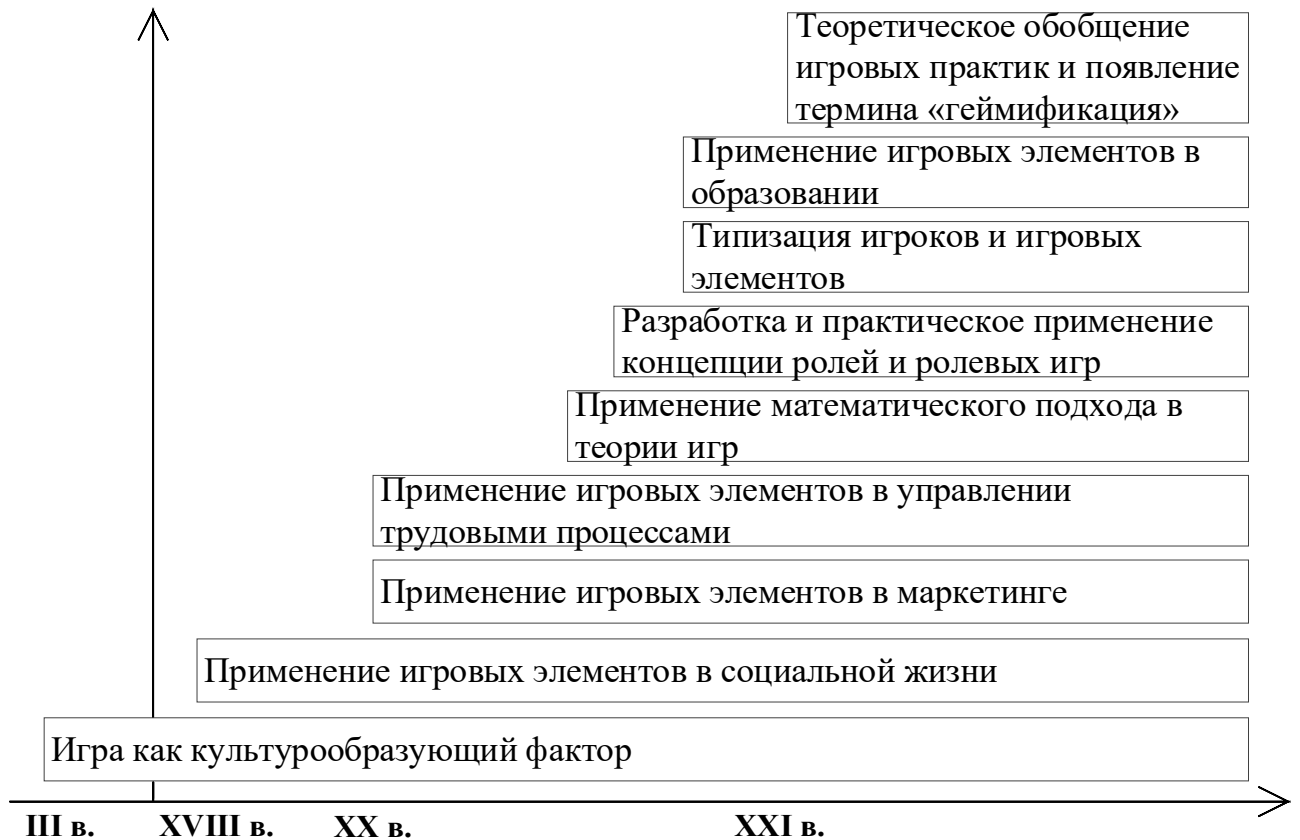 Теоретическое обобщение
игровых практик и появление
термина «геймификация»
Применение игровых элементов в
образовании
Типизация игроков и игровых
элементов
Разработка и практическое применение
концепции ролей и ролевых игр
Применение математического подхода в
теории игр
Применение игровых элементов в управлении
трудовыми процессами
Применение игровых элементов в маркетинге
Применение игровых элементов в социальной жизни
Игра как культурообразующий фактор
III в. XVIII в. XX в. XXI в.